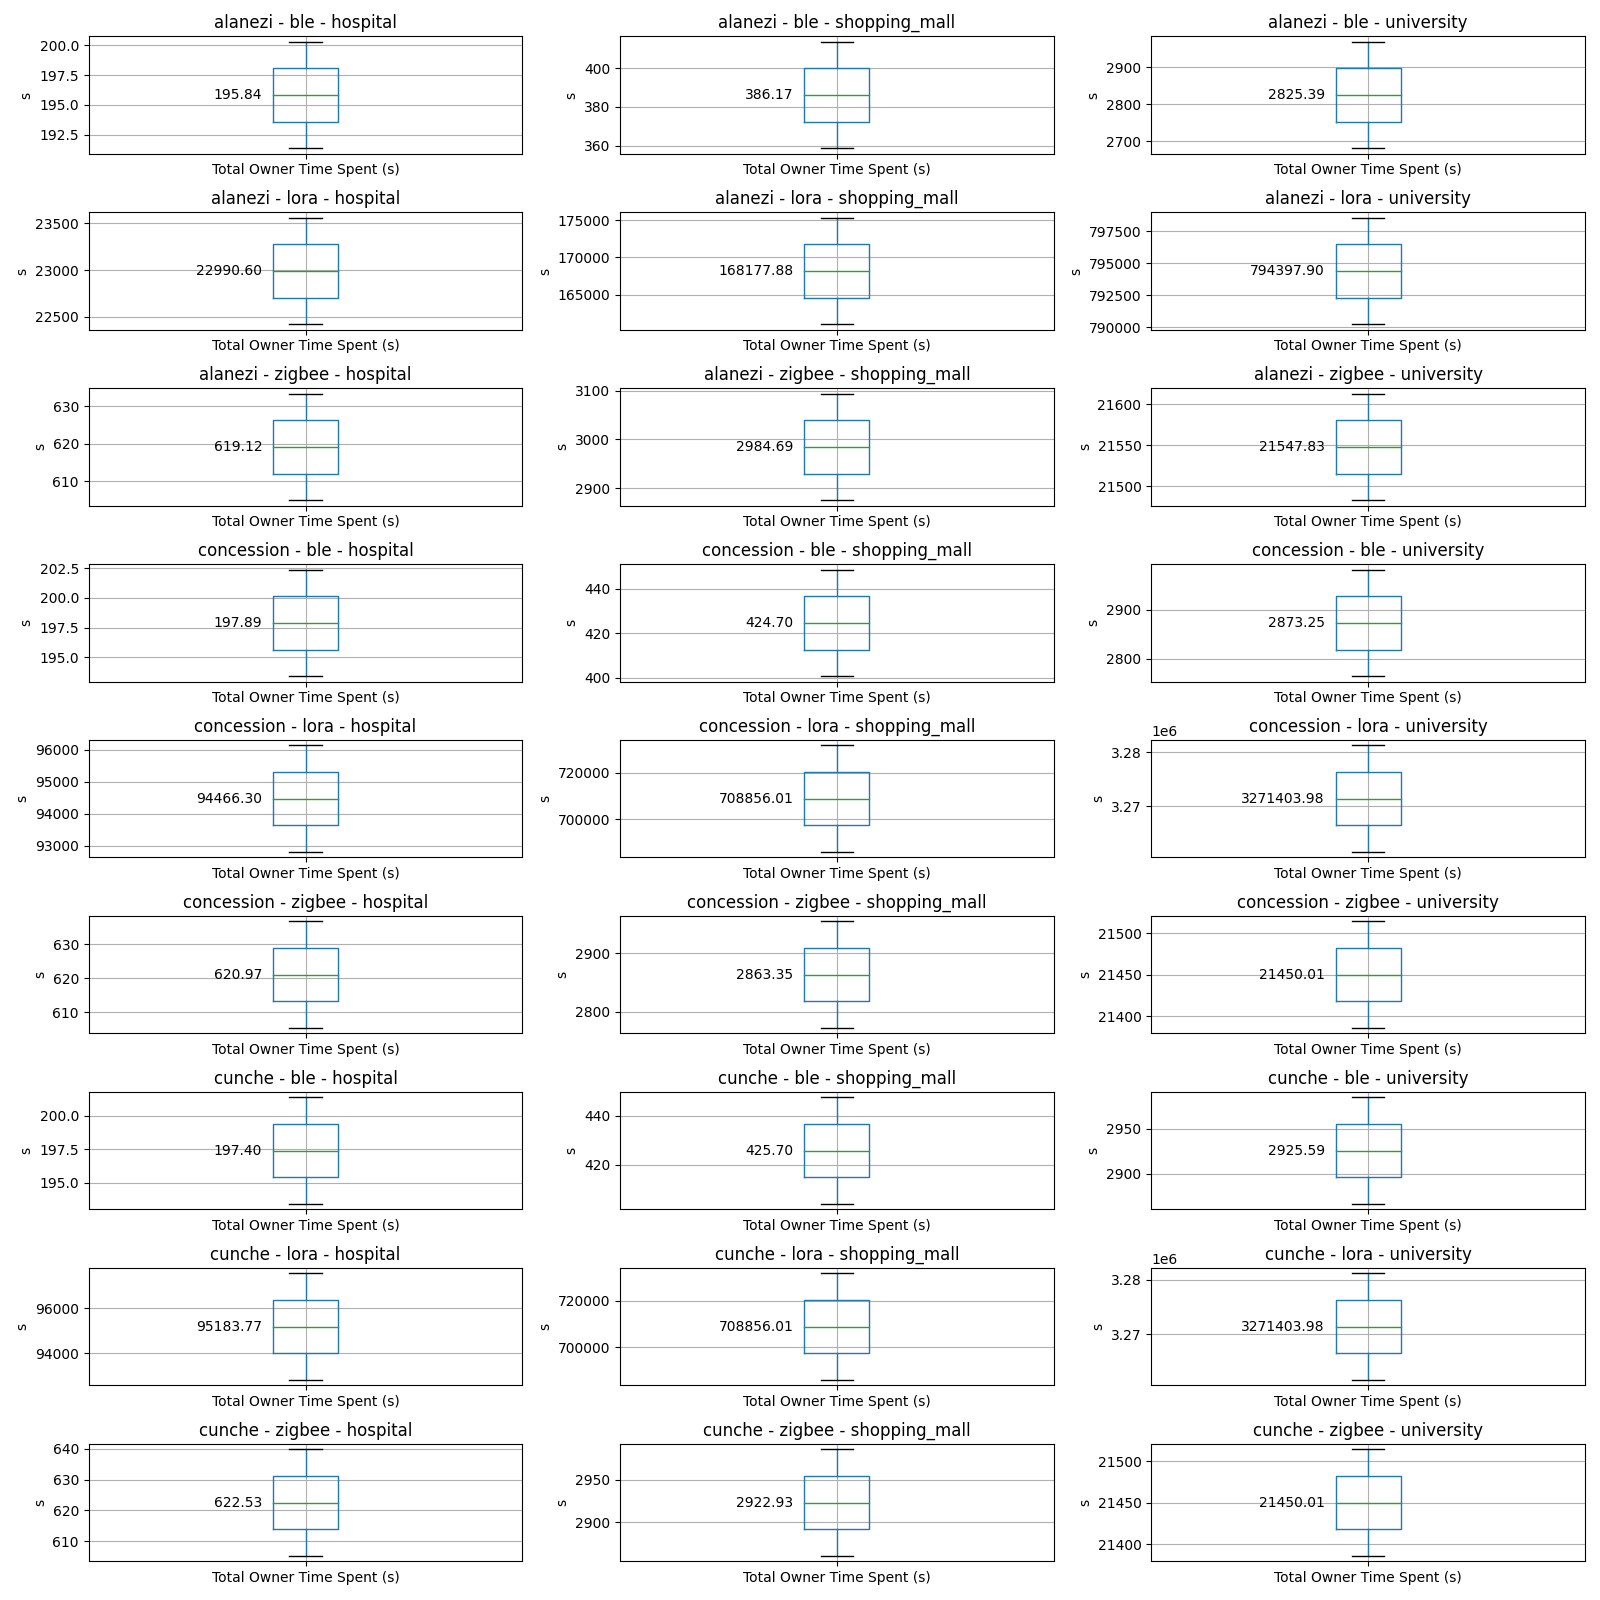 alanezi - ble - hospital
200.0
197.5
195.0
192.5
s
195.84
Total Owner Time Spent (s)
alanezi - ble - shopping_mall
400
380
360
s
386.17
Total Owner Time Spent (s)
alanezi - ble - university
2900
2800
2700
s
2825.39
Total Owner Time Spent (s)
alanezi - lora - hospital
23500
23000
22500
s
22990.60
Total Owner Time Spent (s)
alanezi - lora - shopping_mall
175000
170000
165000
s
168177.88
Total Owner Time Spent (s)
alanezi - lora - university
797500
795000
792500
790000
s
794397.90
Total Owner Time Spent (s)
alanezi - zigbee - hospital
630
620
610
s
619.12
Total Owner Time Spent (s)
alanezi - zigbee - shopping_mall
3100
3000
2900
s
2984.69
Total Owner Time Spent (s)
alanezi - zigbee - university
21600
21550
21500
s
21547.83
Total Owner Time Spent (s)
concession - ble - hospital
202.5
200.0
197.5
195.0
s
197.89
Total Owner Time Spent (s)
concession - ble - shopping_mall
440
420
400
s
424.70
Total Owner Time Spent (s)
concession - ble - university
2900
2800
s
2873.25
Total Owner Time Spent (s)
concession - lora - hospital
96000
95000
94000
93000
s
94466.30
Total Owner Time Spent (s)
concession - lora - shopping_mall
720000
700000
s
708856.01
Total Owner Time Spent (s)
concession - lora - university
1e6
3.28
3.27
s
3271403.98
Total Owner Time Spent (s)
concession - zigbee - hospital
630
620
610
s
620.97
Total Owner Time Spent (s)
concession - zigbee - shopping_mall
2900
2800
s
2863.35
Total Owner Time Spent (s)
concession - zigbee - university
21500
21450
21400
s
21450.01
Total Owner Time Spent (s)
cunche - ble - hospital
200.0
197.5
195.0
s
197.40
Total Owner Time Spent (s)
cunche - ble - shopping_mall
440
420
s
425.70
Total Owner Time Spent (s)
cunche - ble - university
2950
2900
s
2925.59
Total Owner Time Spent (s)
cunche - lora - hospital
96000
94000
s
95183.77
Total Owner Time Spent (s)
cunche - lora - shopping_mall
720000
700000
s
708856.01
Total Owner Time Spent (s)
cunche - lora - university
1e6
3.28
3.27
s
3271403.98
Total Owner Time Spent (s)
cunche - zigbee - hospital
640
630
620
610
s
622.53
Total Owner Time Spent (s)
cunche - zigbee - shopping_mall
2950
2900
s
2922.93
Total Owner Time Spent (s)
cunche - zigbee - university
21500
21450
21400
s
21450.01
Total Owner Time Spent (s)